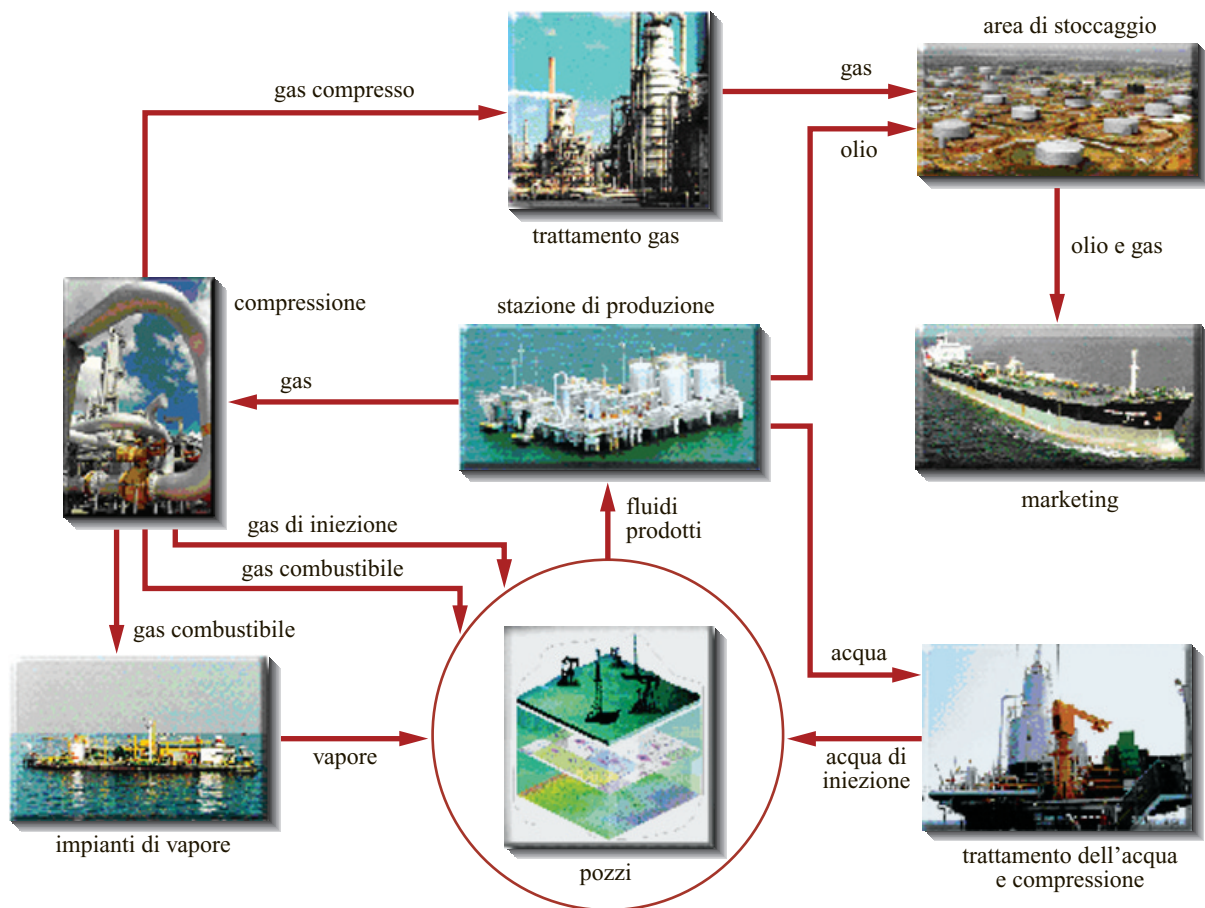 area di stoccaggio
gas compresso
gas
olio
trattamento gas
olio e gas
compressione
stazione di produzione
gas
marketing
fluidi
prodotti
gas di iniezione
gas combustibile
gas combustibile
acqua
vapore
acqua di
iniezione
impianti di vapore
pozzi
trattamento dell'acqua
e compressione